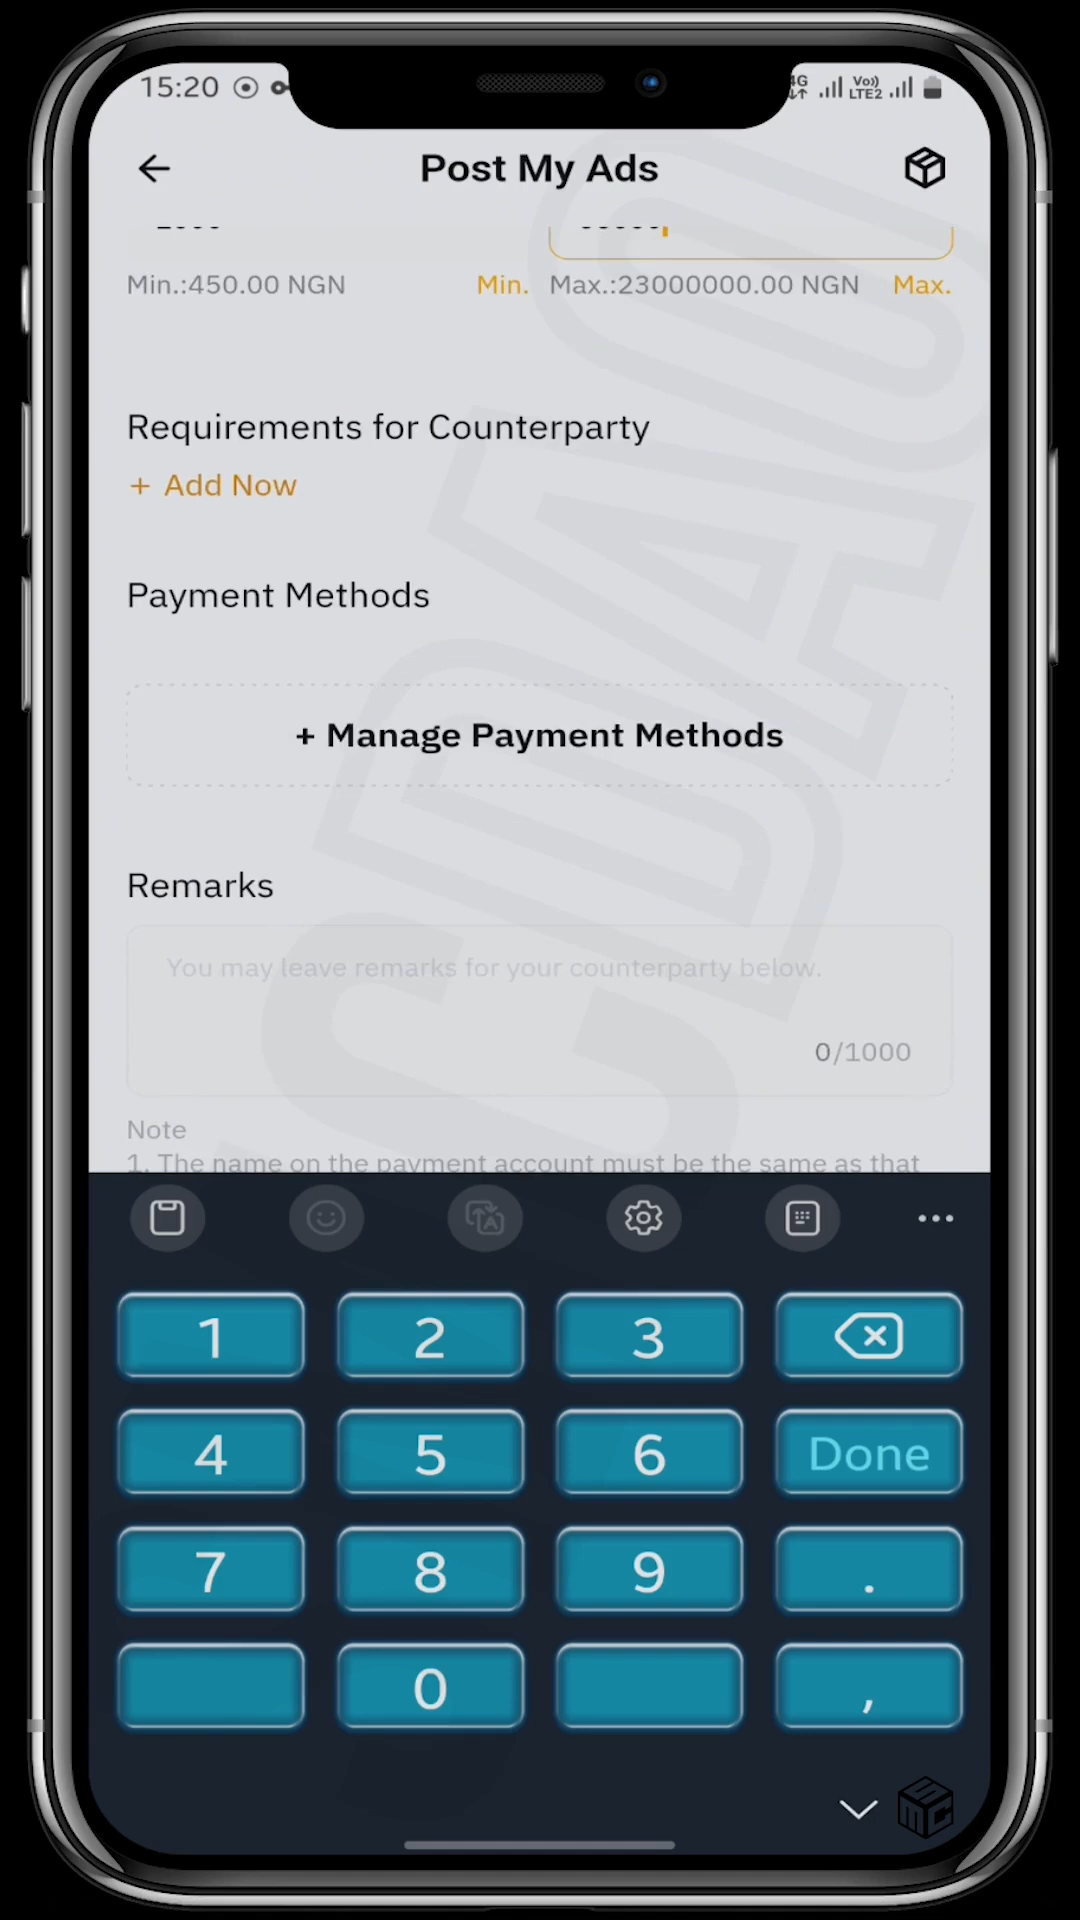 15:20 4G Vo)) LTE2
Post My Ads
Min.:450.00 NGN Min. Max.:23000000.00 NGN Max.
Requirements for Counterparty
+ Add Now
Payment Methods
+ Manage Payment Methods
Remarks
You may leave remarks for your counterparty below.
0/1000
Note
1. The name on the payment account must be the same as that
1 2 3
4 5 6 Done
7 8 9 .
0 ,